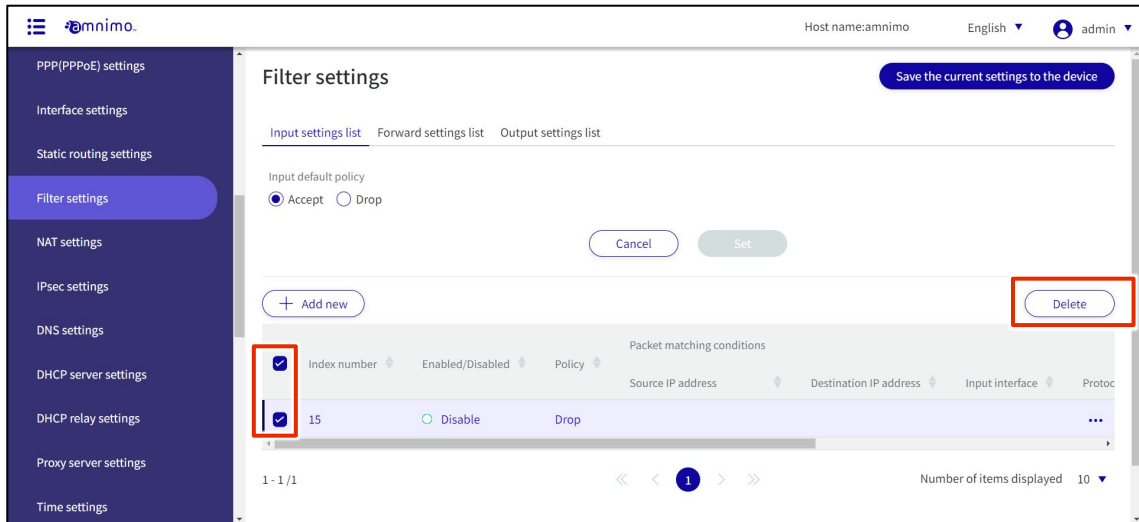 amnimo
Host name:amnimo
English
admin
PPP(PPPoE) settings
Interface settings
Static routing settings
Filter settings
NAT settings
IPsec settings
DNS settings
DHCP server settings
DHCP relay settings
Proxy server settings
Time settings
Filter settings
Save the current settings to the device
Input settings list Forward settings list Output settings list
Input default policy
Accept Drop
Cancel Set
+ Add new Delete
Packet matching conditions
Index number Enabled/Disabled Policy
Source IP address Destination IP address Input interface Protoc
15 Disable Drop ...
1 - 1 /1
1
Number of items displayed 10